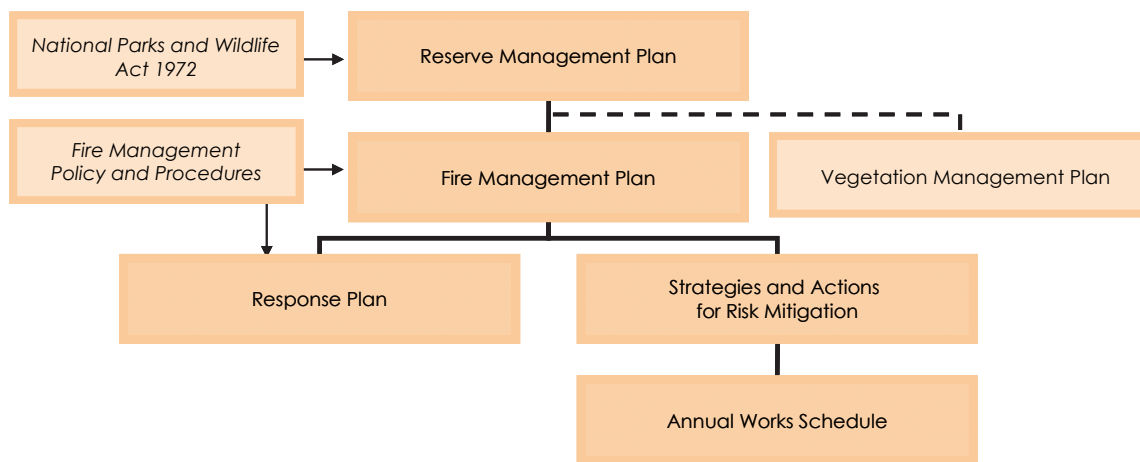 National Parks and Wildlife
Act 1972
Reserve Management Plan
Fire Management
Policy and Procedures
Fire Management Plan
Vegetation Management Plan
Response Plan
Strategies and Actions
for Risk Mitigation
Annual Works Schedule